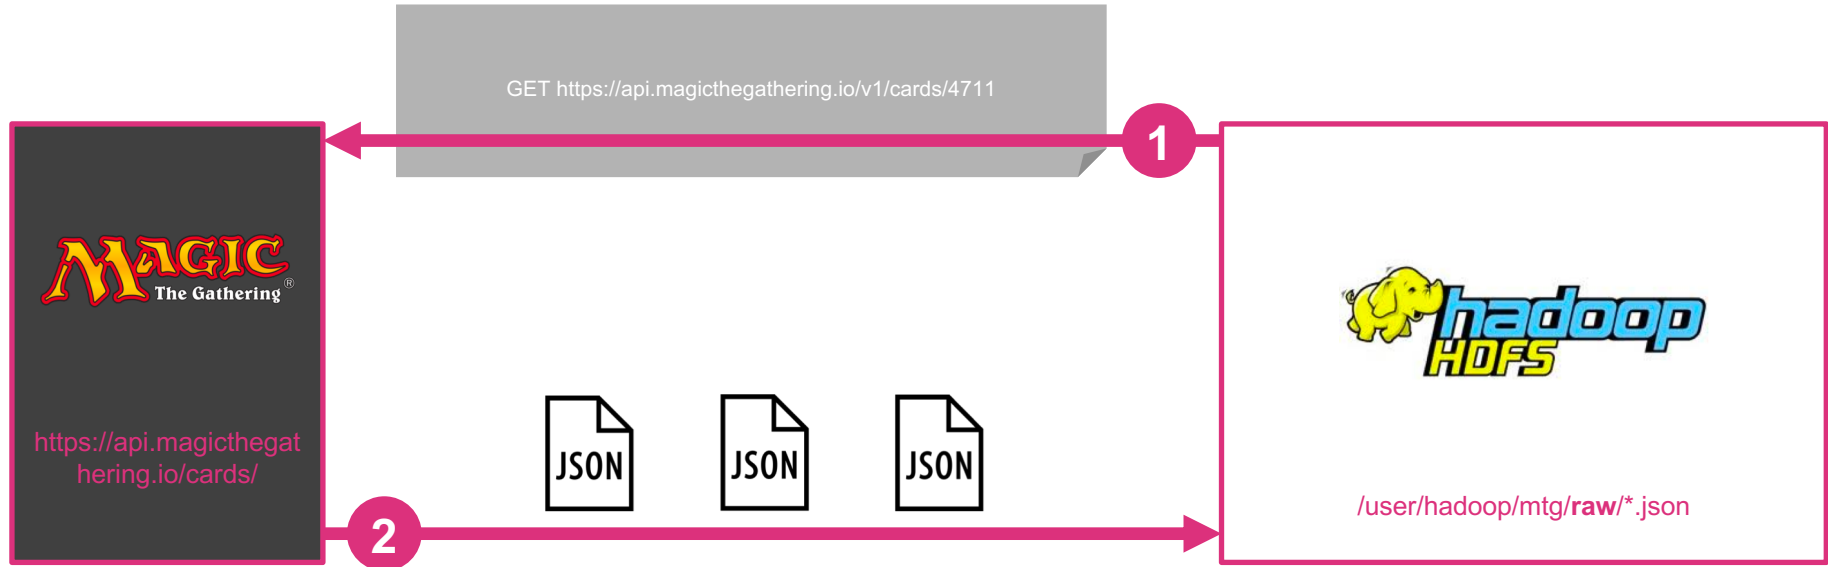 GET https://api.magicthegathering.io/v1/cards/4711
1
MAGIC
The Gathering®
https://api.magicthegat
hering.io/cards/
JSON
JSON
JSON
hadoop
HDFS
/user/hadoop/mtg/raw/*.json
2